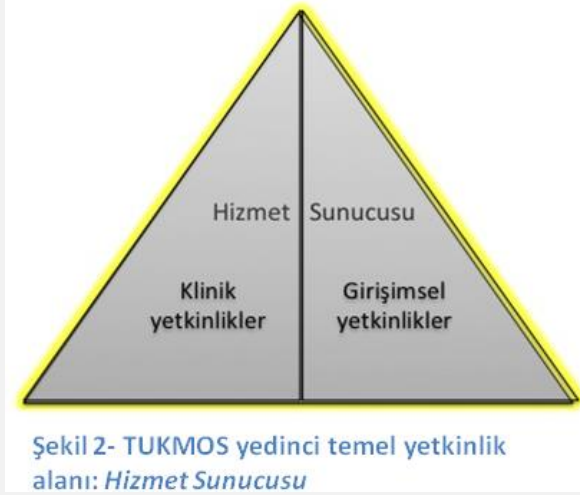 Hizmet Sunucusu
Klinik yetkinlikler
Girişimsel yetkinlikler
Şekil 2- TUKMOS yedinci temel yetkinlik
alanı: Hizmet Sunucusu